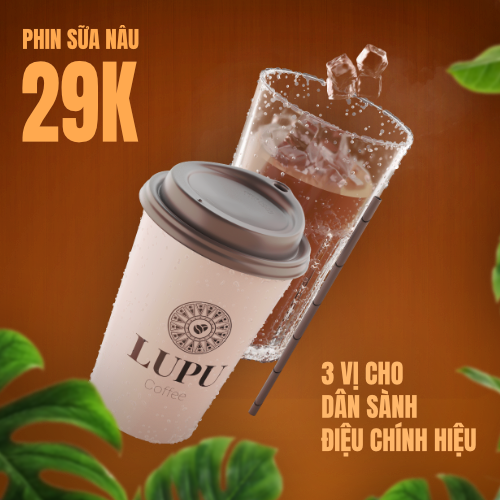 PHIN SỮA NÂU
29K
LUPU
Coffee
3 VỊ CHO
DÂN SÀNH
ĐIỆU CHÍNH HIỆU